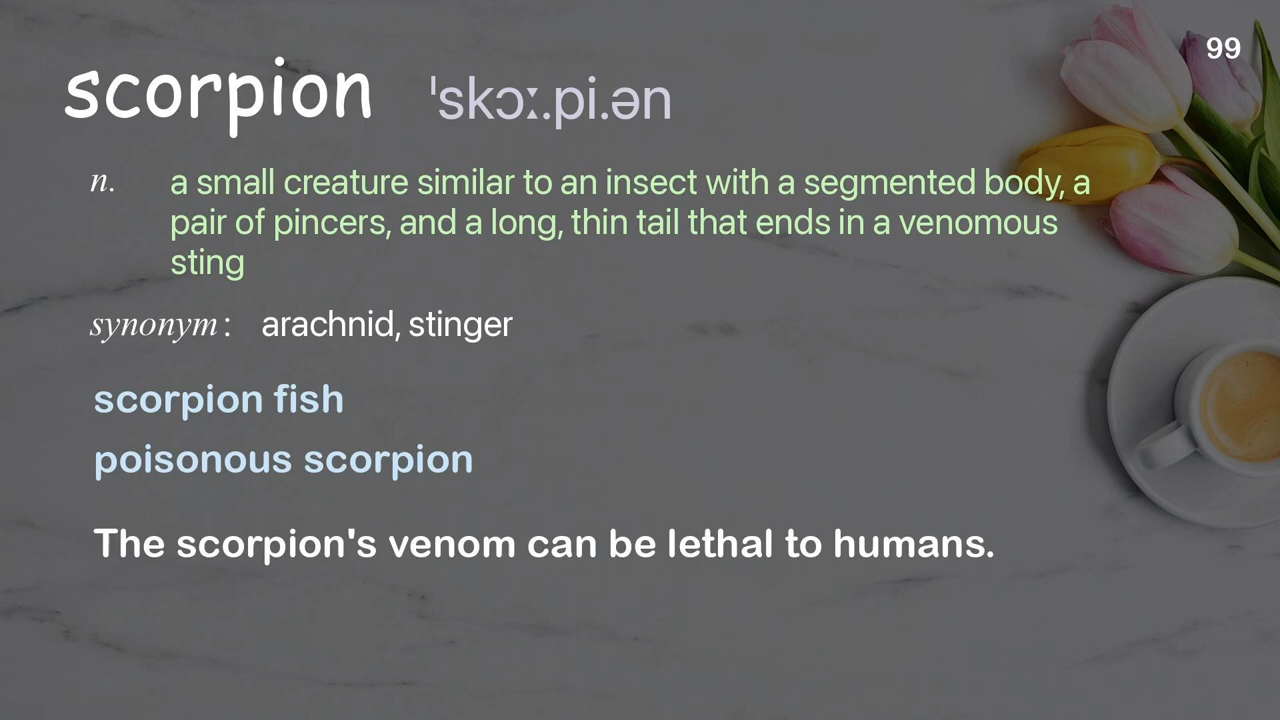 99
scorpion ˈskɔː.pi.ən
n. a small creature similar to an insect with a segmented body, a
pair of pincers, and a long, thin tail that ends in a venomous
sting
synonym: arachnid, stinger
scorpion fish
poisonous scorpion
The scorpion's venom can be lethal to humans.